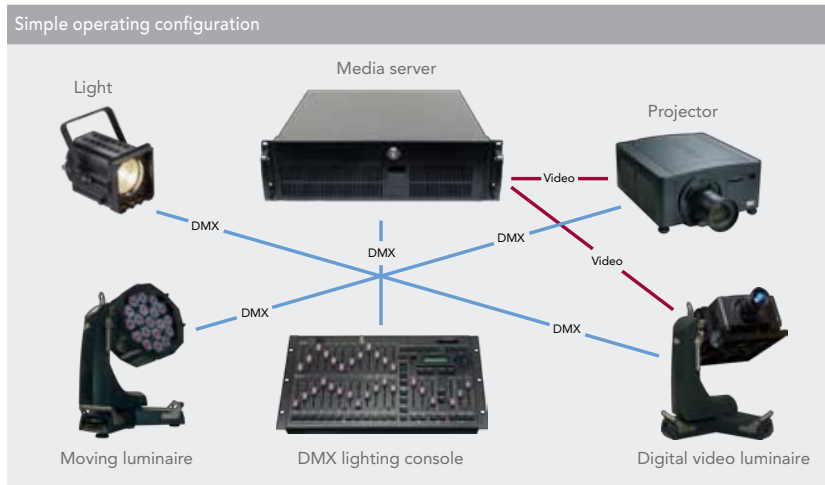 Simple operating configuration
Media server
Light
Projector
Video
DMX
DMX
DMX
Video
DMX
DMX
Moving luminaire
DMX lighting console
Digital video luminaire